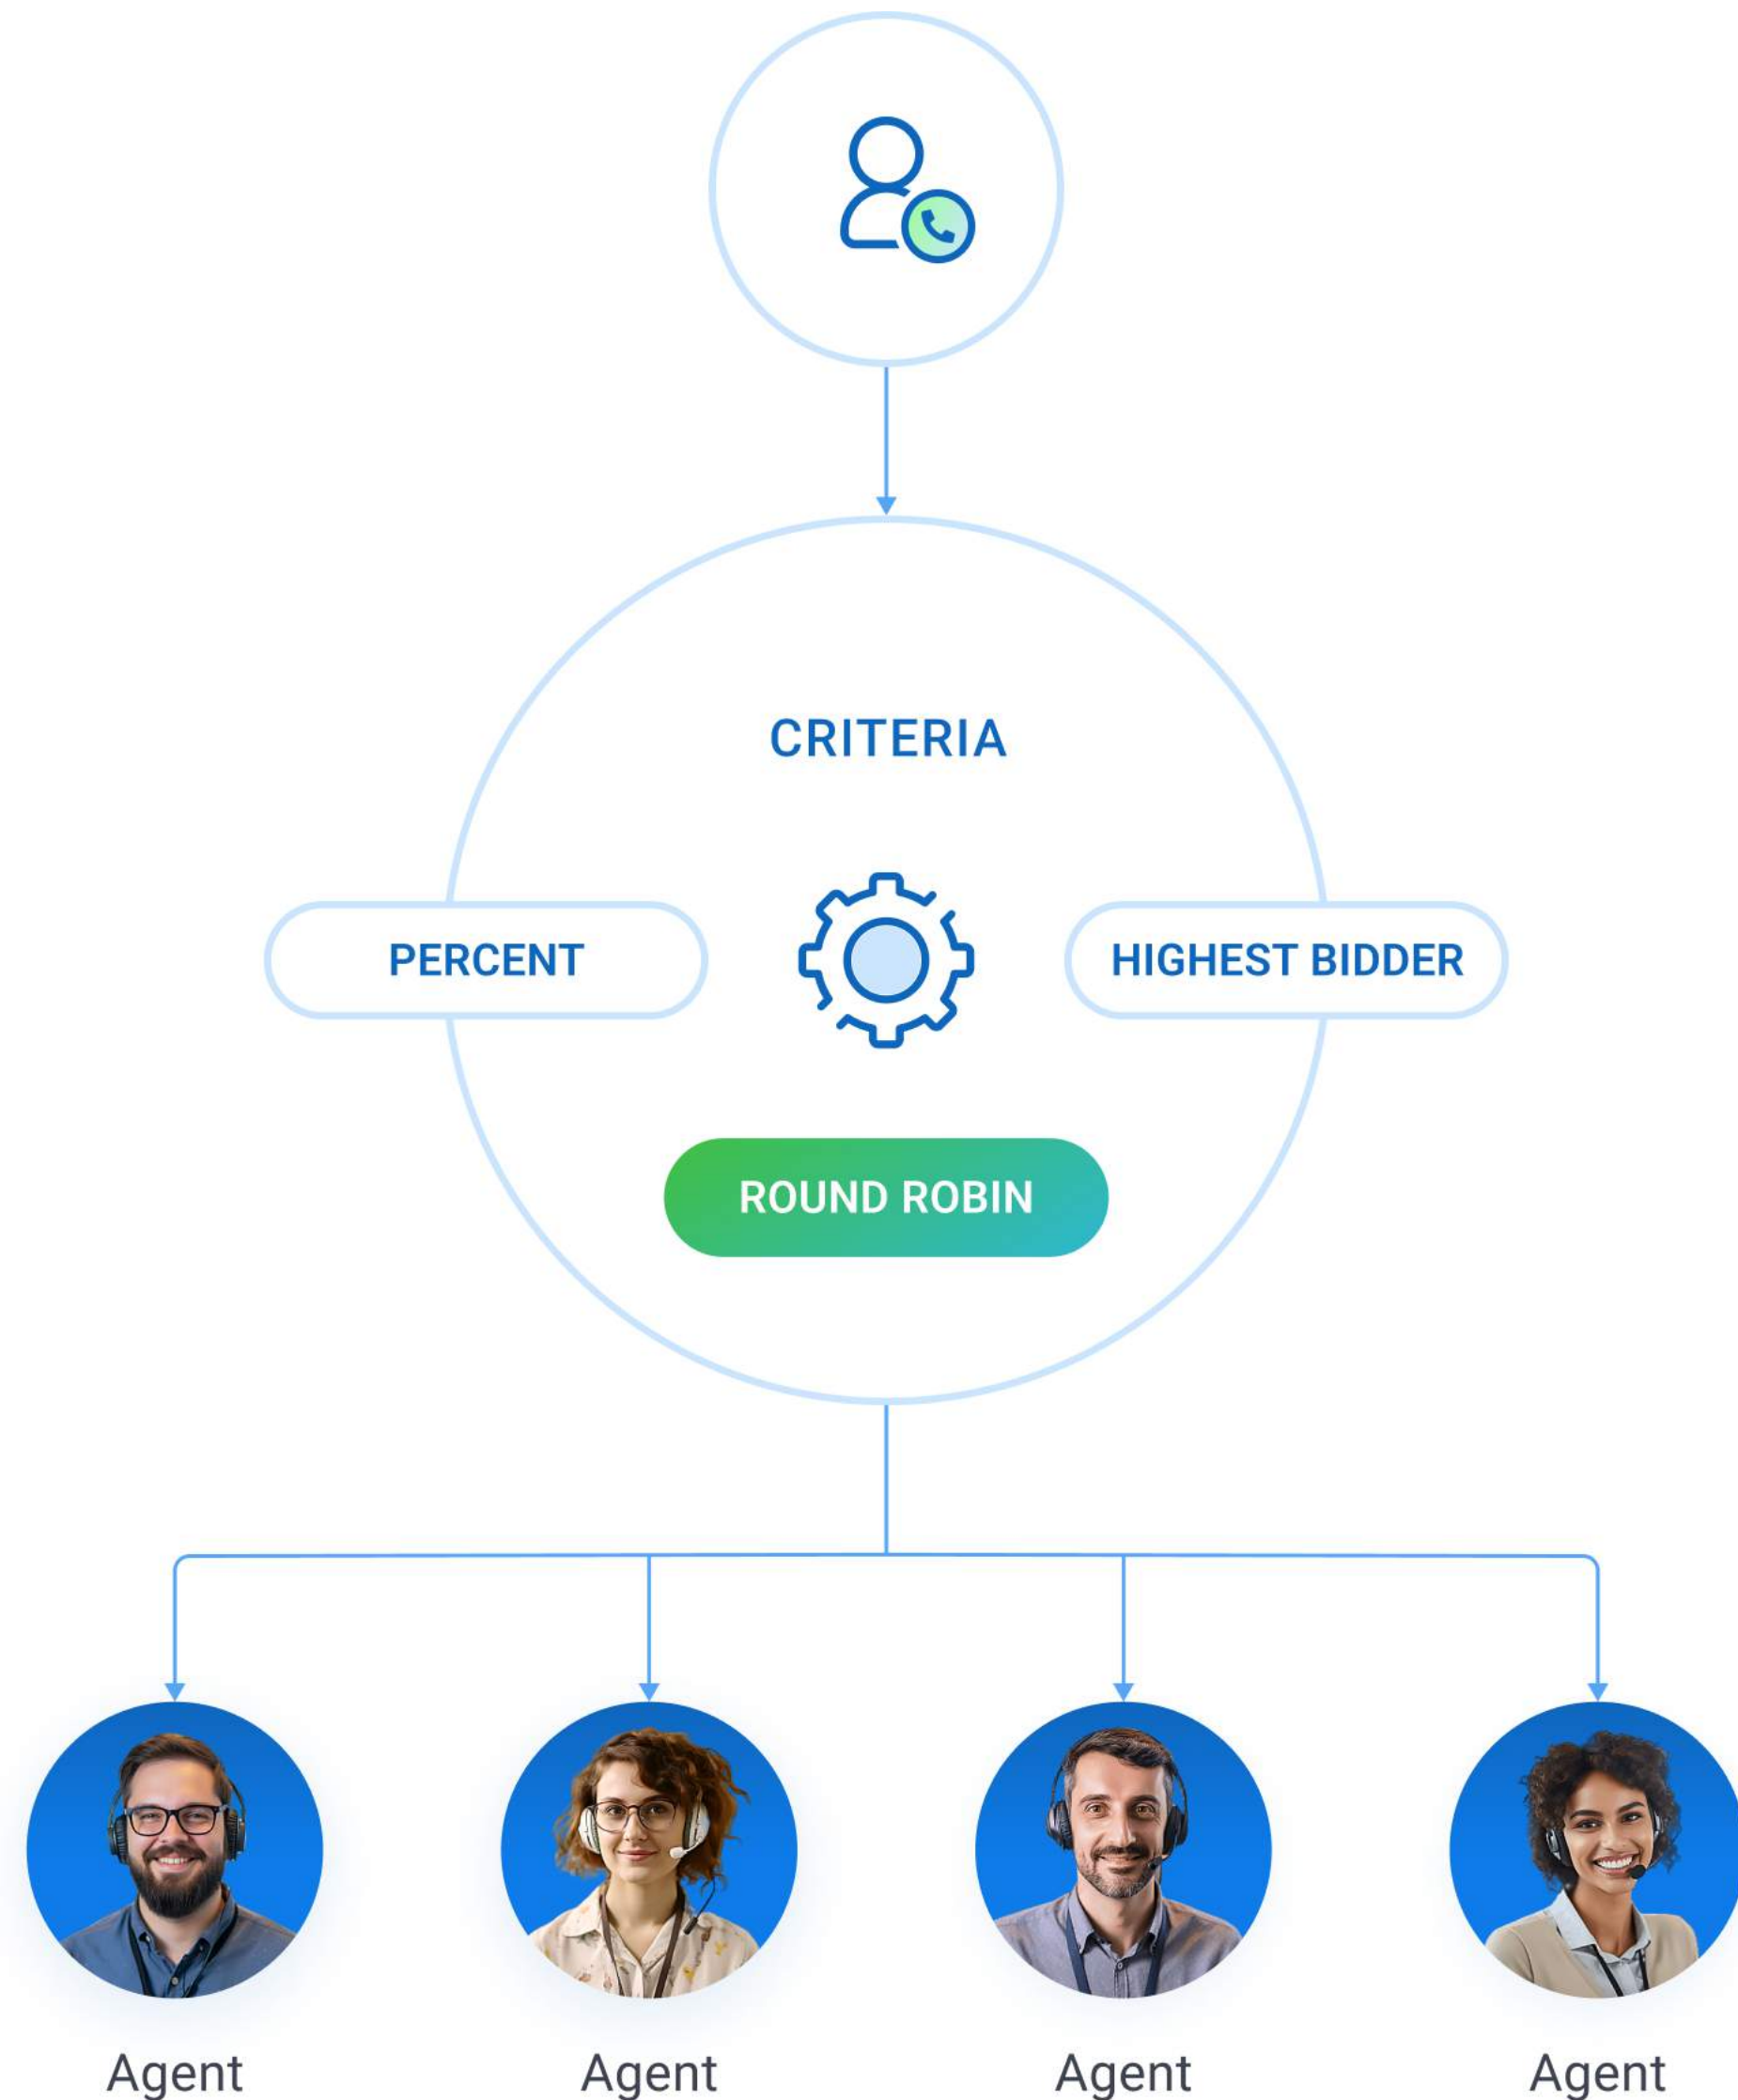 CRITERIA
PERCENT
HIGHEST BIDDER
ROUND ROBIN
Agent
Agent
Agent
Agent